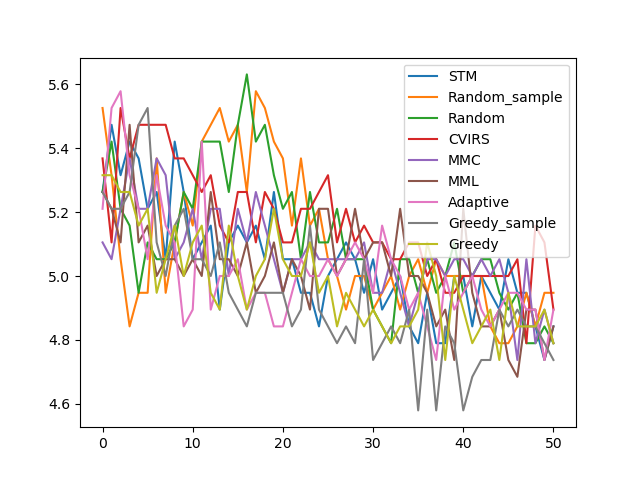 5.6
5.4
5.2
5.0
4.8
4.6
0
10
20
30
40
50
STM
Random_sample
Random
CVIRS
MMC
MML
Adaptive
Greedy_sample
Greedy